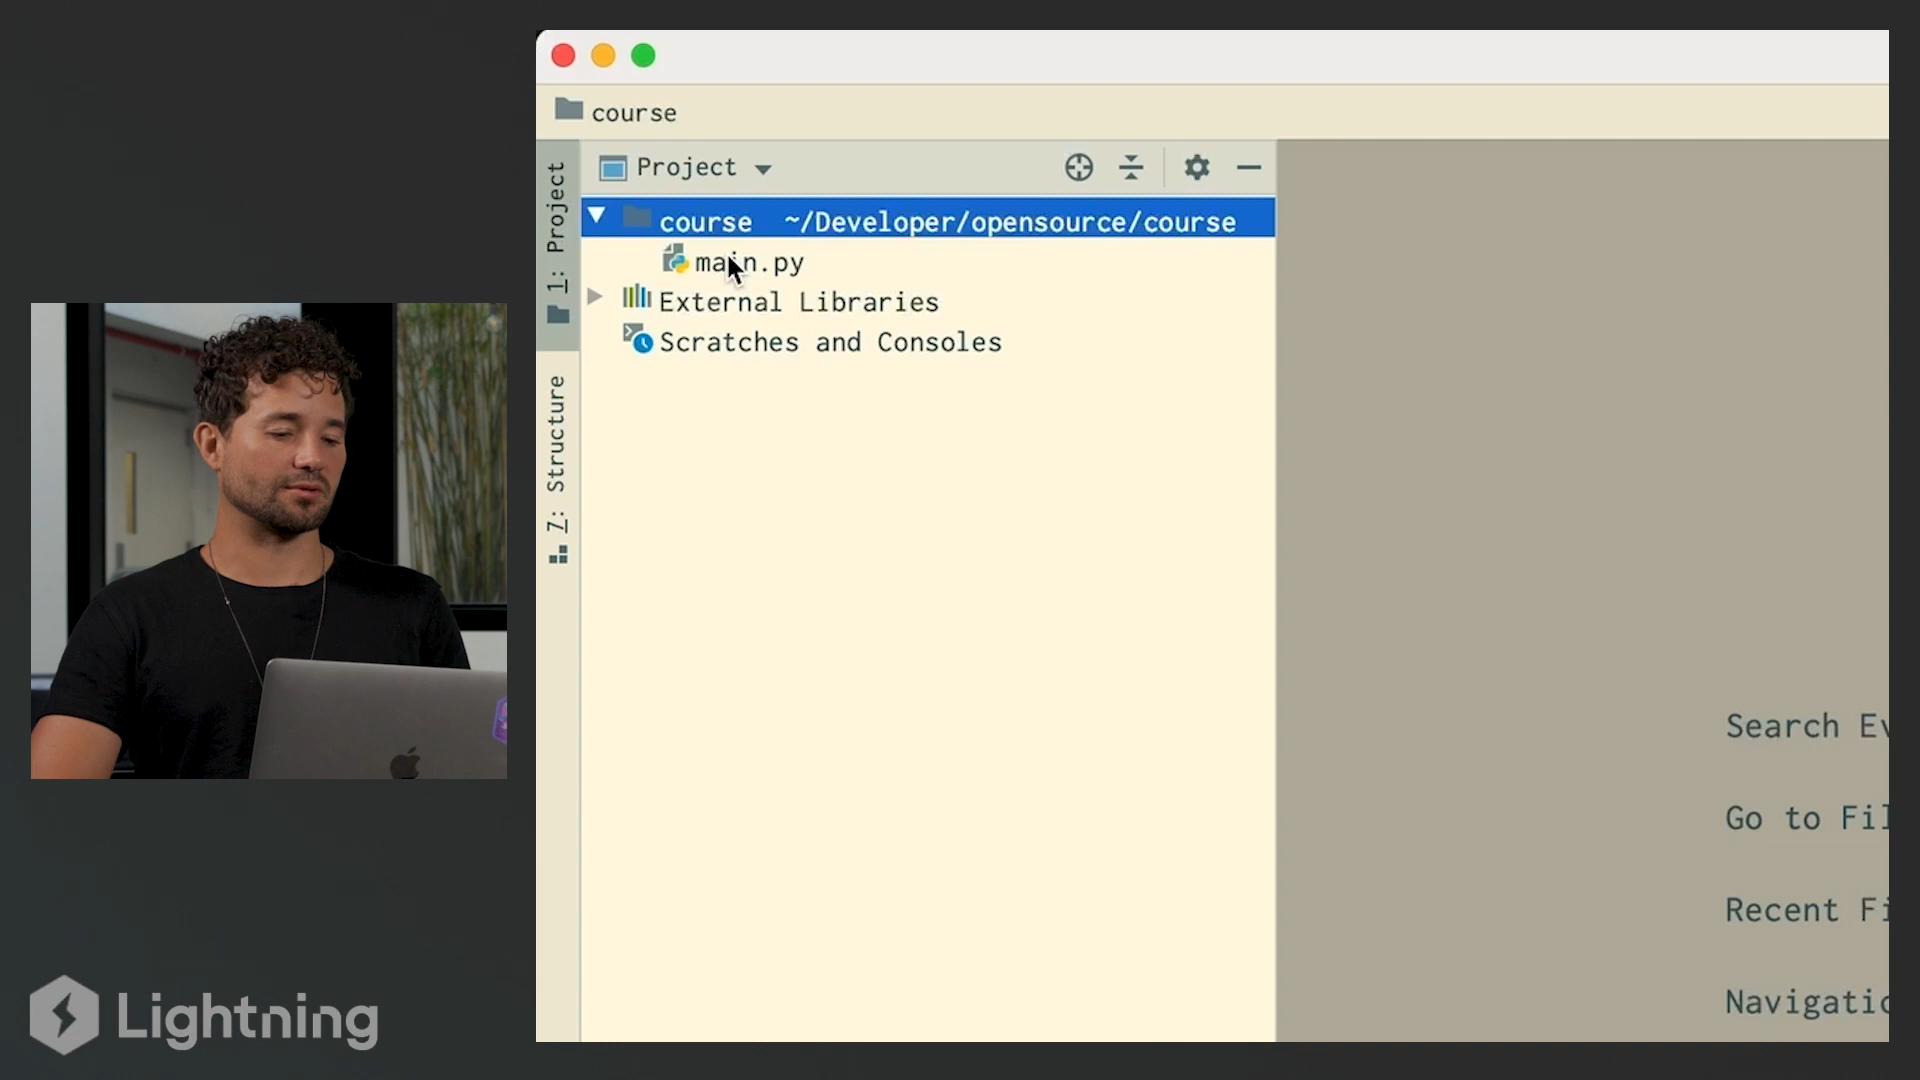 course
Project
1: Project
course ~/Developer/opensource/course
main.py
External Libraries
Scratches and Consoles
7: Structure
Search Ev
Go to Fil
Recent Fi
Navigatio
Lightning